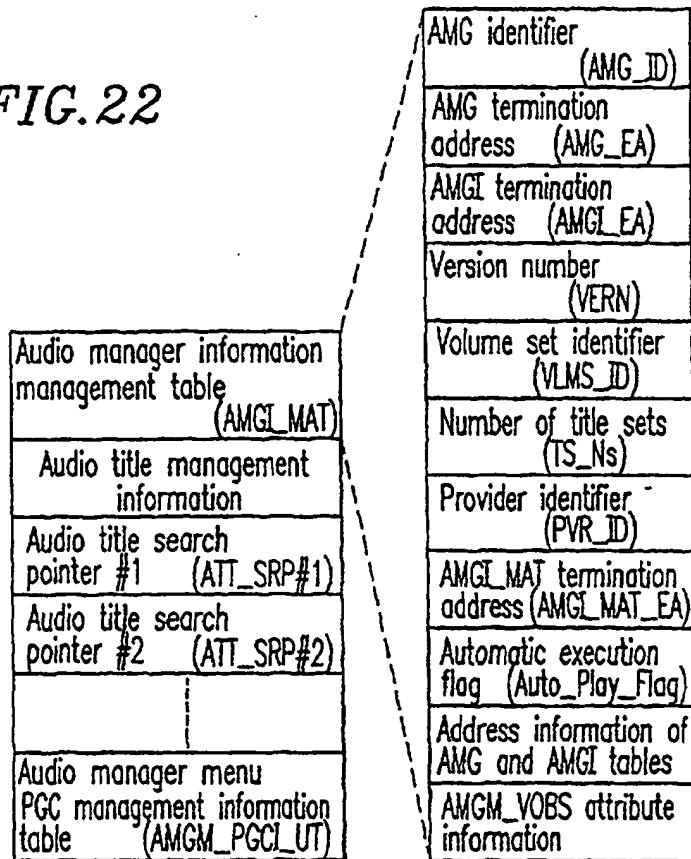 FIG.22
Audio manager information
management table
(AMGI_MAT)
Audio title management
information
Audio title search
pointer #1 (ATT_SRP#1)
Audio title search
pointer #2 (ATT_SRP#2)
Audio manager menu
PGC management information
table (AMGM_PGCI_UT)
AMG identifier
(AMG_ID)
AMG termination
address (AMG_EA)
AMGI termination
address (AMGI_EA)
Version number
(VERN)
Volume set identifier
(VLMS_ID)
Number of title sets
(TS_Ns)
Provider identifier
(PVR_ID)
AMGI_MAT termination
address (AMGI_MAT_EA)
Automatic execution
flag (Auto_Play_Flag)
Address information of
AMG and AMGI tables
AMGM_VOBS attribute
information